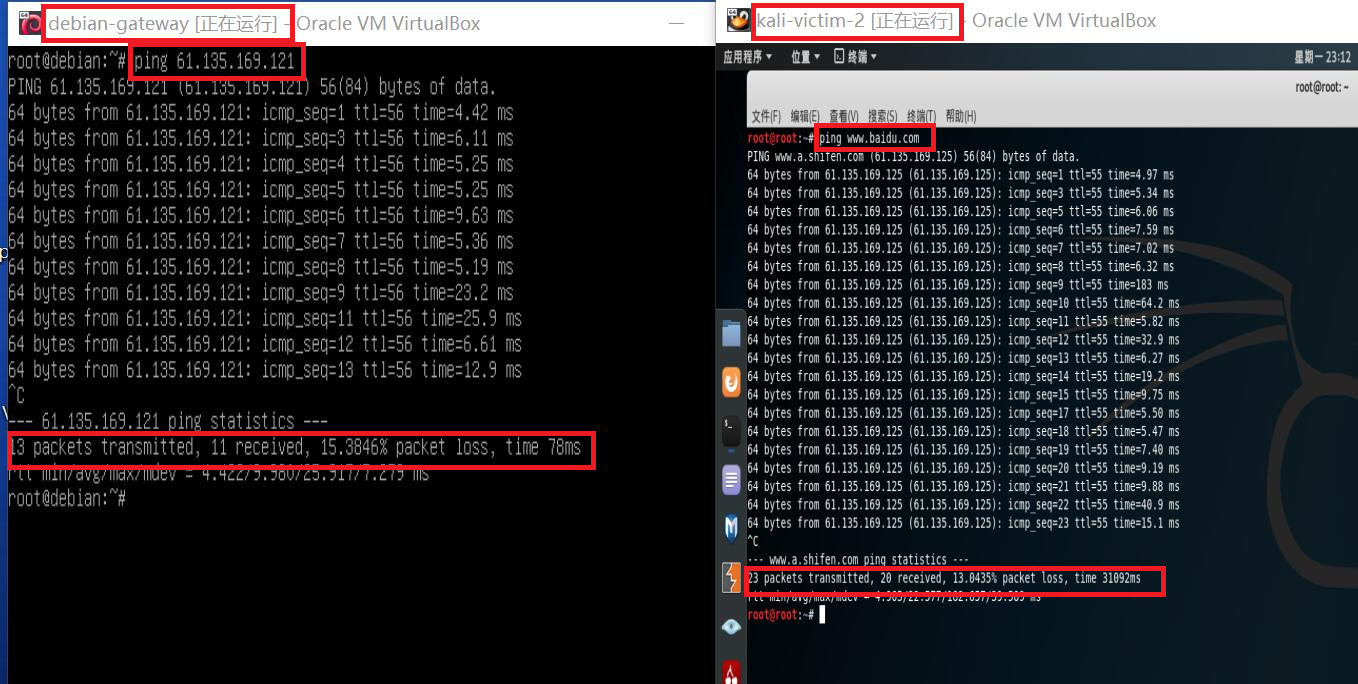 debian-gateway [正在运行] - Oracle VM VirtualBox
root@debian:~# ping 61.135.169.121
PING 61.135.169.121 (61.135.169.121) 56(84) bytes of data.
64 bytes from 61.135.169.121: icmp_seq=1 ttl=56 time=4.42 ms
64 bytes from 61.135.169.121: icmp_seq=3 ttl=56 time=6.11 ms
64 bytes from 61.135.169.121: icmp_seq=4 ttl=56 time=5.25 ms
64 bytes from 61.135.169.121: icmp_seq=5 ttl=56 time=5.25 ms
64 bytes from 61.135.169.121: icmp_seq=6 ttl=56 time=9.63 ms
64 bytes from 61.135.169.121: icmp_seq=7 ttl=56 time=5.36 ms
64 bytes from 61.135.169.121: icmp_seq=8 ttl=56 time=5.19 ms
64 bytes from 61.135.169.121: icmp_seq=9 ttl=56 time=23.2 ms
64 bytes from 61.135.169.121: icmp_seq=11 ttl=56 time=25.9 ms
64 bytes from 61.135.169.121: icmp_seq=12 ttl=56 time=6.61 ms
64 bytes from 61.135.169.121: icmp_seq=13 ttl=56 time=12.9 ms
^C
--- 61.135.169.121 ping statistics ---
13 packets transmitted, 11 received, 15.3846% packet loss, time 78ms
rtt min/avg/max/mdev = 4.422/9.980/25.917/7.279 ms
root@debian:~#
kali-victim-2 [正在运行] - Oracle VM VirtualBox
应用程序 位置 终端 星期一 23:12
root@root: ~
文件(F) 编辑(E) 查看(V) 搜索(S) 终端(T) 帮助(H)
root@root:~# ping www.baidu.com
PING www.a.shifen.com (61.135.169.125) 56(84) bytes of data.
64 bytes from 61.135.169.125 (61.135.169.125): icmp_seq=1 ttl=55 time=4.97 ms
64 bytes from 61.135.169.125 (61.135.169.125): icmp_seq=3 ttl=55 time=5.34 ms
64 bytes from 61.135.169.125 (61.135.169.125): icmp_seq=5 ttl=55 time=6.06 ms
64 bytes from 61.135.169.125 (61.135.169.125): icmp_seq=6 ttl=55 time=7.59 ms
64 bytes from 61.135.169.125 (61.135.169.125): icmp_seq=7 ttl=55 time=7.02 ms
64 bytes from 61.135.169.125 (61.135.169.125): icmp_seq=8 ttl=55 time=6.32 ms
64 bytes from 61.135.169.125 (61.135.169.125): icmp_seq=9 ttl=55 time=183 ms
64 bytes from 61.135.169.125 (61.135.169.125): icmp_seq=10 ttl=55 time=64.2 ms
64 bytes from 61.135.169.125 (61.135.169.125): icmp_seq=11 ttl=55 time=5.82 ms
64 bytes from 61.135.169.125 (61.135.169.125): icmp_seq=12 ttl=55 time=32.9 ms
64 bytes from 61.135.169.125 (61.135.169.125): icmp_seq=13 ttl=55 time=6.27 ms
64 bytes from 61.135.169.125 (61.135.169.125): icmp_seq=14 ttl=55 time=19.2 ms
64 bytes from 61.135.169.125 (61.135.169.125): icmp_seq=15 ttl=55 time=9.75 ms
64 bytes from 61.135.169.125 (61.135.169.125): icmp_seq=17 ttl=55 time=5.50 ms
64 bytes from 61.135.169.125 (61.135.169.125): icmp_seq=18 ttl=55 time=5.47 ms
64 bytes from 61.135.169.125 (61.135.169.125): icmp_seq=19 ttl=55 time=7.40 ms
64 bytes from 61.135.169.125 (61.135.169.125): icmp_seq=20 ttl=55 time=9.19 ms
64 bytes from 61.135.169.125 (61.135.169.125): icmp_seq=21 ttl=55 time=9.88 ms
64 bytes from 61.135.169.125 (61.135.169.125): icmp_seq=22 ttl=55 time=40.9 ms
64 bytes from 61.135.169.125 (61.135.169.125): icmp_seq=23 ttl=55 time=15.1 ms
^C
--- www.a.shifen.com ping statistics ---
23 packets transmitted, 20 received, 13.0435% packet loss, time 31092ms
rtt min/avg/max/mdev =
root@root:~#